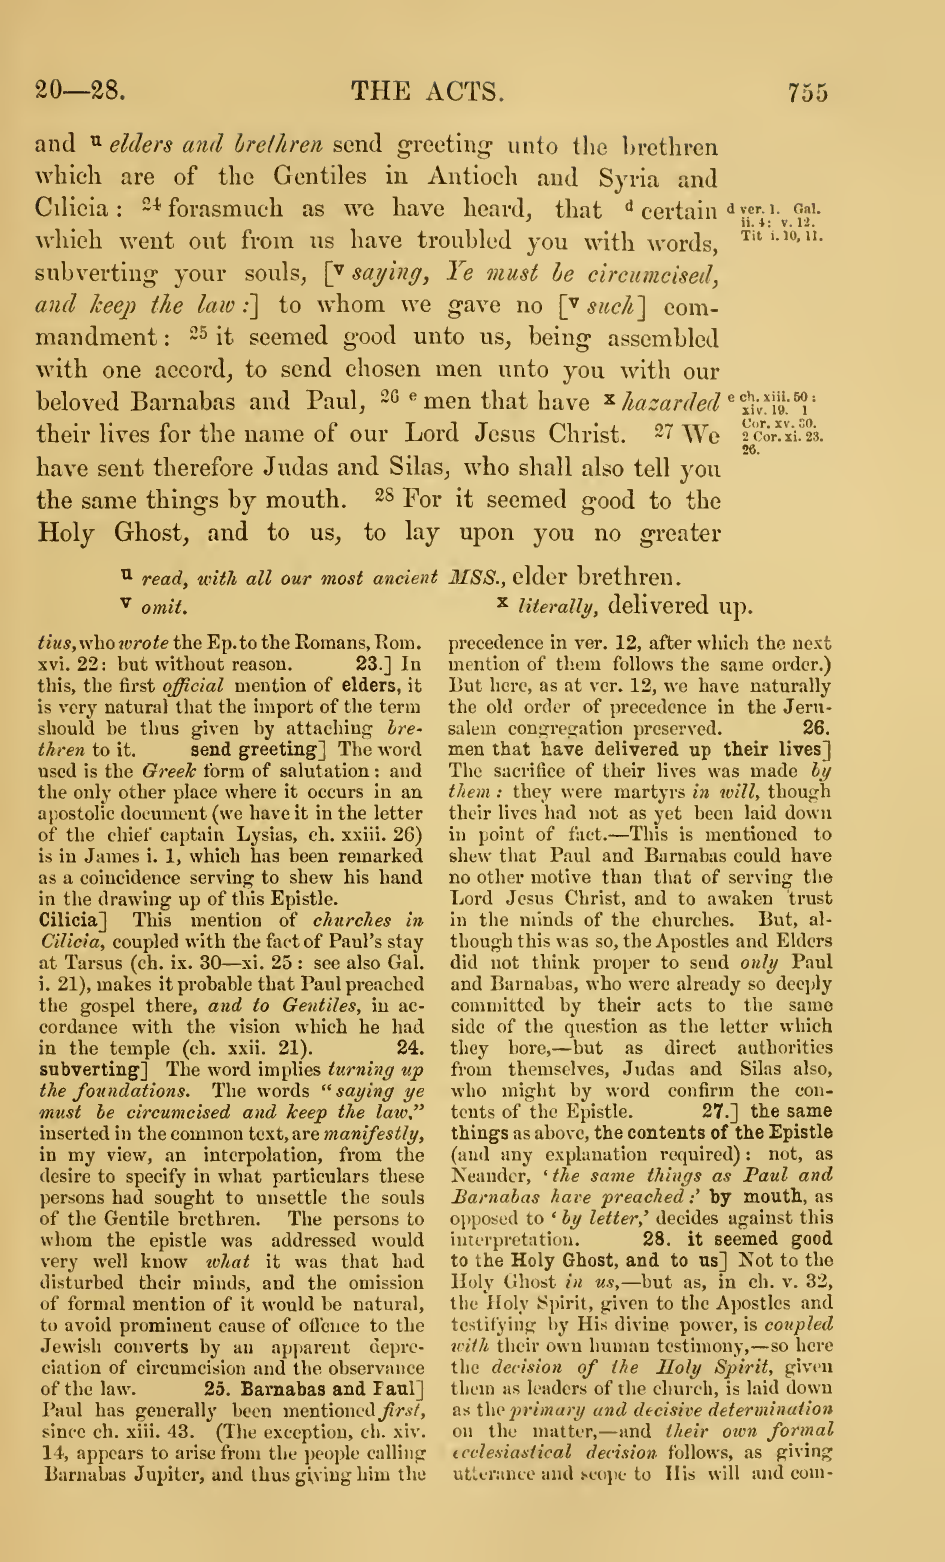 20—28. THE ACTS. 755
and u elders and brethren send greeting unto the brethren
which are of the Gentiles in Antioch and Syria and
Cilicia : 24 forasmuch as we have heard, that d certain
which went out from us have troubled you with words,
subverting your souls, [v saying, Ye must be circumcised,
and keep the law :] to whom we gave no [v such] com-
mandment : 25 it seemed good unto us, being assembled
with one accord, to send chosen men unto you with our
beloved Barnabas and Paul, 26 e men that have x hazarded
their lives for the name of our Lord Jesus Christ. 27 We
have sent therefore Judas and Silas, who shall also tell you
the same things by mouth. 28 For it seemed good to the
Holy Ghost, and to us, to lay upon you no greater
d ver. 1. Gal.
ii. 4: v. 12.
Tit i. 10, 11.
e ch. xiii. 50 :
xiv. 19. 1
Cor. xv. 30.
2 Cor. xi. 23.
26.
u read, with all our most ancient MSS., elder brethren.
v omit. x literally, delivered up.
tius, who wrote the Ep. to the Romans, Rom.
xvi. 22: but without reason. 23.] In
this, the first official mention of elders, it
is very natural that the import of the term
should be thus given by attaching bre-
thren to it. send greeting] The word
used is the Greek form of salutation : and
the only other place where it occurs in an
apostolic document (we have it in the letter
of the chief captain Lysias, ch. xxiii. 26)
is in James i. 1, which has been remarked
as a coincidence serving to shew his hand
in the drawing up of this Epistle.
Cilicia] This mention of churches in
Cilicia, coupled with the fact of Paul's stay
at Tarsus (ch. ix. 30—xi. 25 : see also Gal.
i. 21), makes it probable that Paul preached
the gospel there, and to Gentiles, in ac-
cordance with the vision which he had
in the temple (ch. xxii. 21). 24.
subverting] The word implies turning up
the foundations. The words "saying ye
must be circumcised and keep the law,"
inserted in the common text, are manifestly,
in my view, an interpolation, from the
desire to specify in what particulars these
persons had sought to unsettle the souls
of the Gentile brethren. The persons to
whom the epistle was addressed would
very well know what it was that had
disturbed their minds, and the omission
of formal mention of it would be natural,
to avoid prominent cause of offence to the
Jewish converts by an apparent depre-
ciation of circumcision and the observance
of the law. 25. Barnabas and Paul]
Paul has generally been mentioned first,
since ch. xiii. 43. (The exception, ch. xiv.
14, appears to arise from the people calling
Barnabas Jupiter, and thus giving him the
precedence in ver. 12, after which the next
mention of them follows the same order.)
But here, as at ver. 12, we have naturally
the old order of precedence in the Jeru-
salem congregation preserved. 26.
men that have delivered up their lives]
The sacrifice of their lives was made by
them : they were martyrs in will, though
their lives had not as yet been laid down
in point of fact.—This is mentioned to
shew that Paul and Barnabas could have
no other motive than that of serving the
Lord Jesus Christ, and to awaken trust
in the minds of the churches. But, al-
though this was so, the Apostles and Elders
did not think proper to send only Paul
and Barnabas, who were already so deeply
committed by their acts to the same
side of the question as the letter which
they bore,—but as direct authorities
from themselves, Judas and Silas also,
who might by word confirm the con-
tents of the Epistle. 27.] the same
things as above, the contents of the Epistle
(and any explanation required) : not, as
Neander, 'the same things as Paul and
Barnabas have preached :' by mouth, as
opposed to 'by letter,' decides against this
interpretation. 28. it seemed good
to the Holy Ghost, and to us] Not to the
Holy Ghost in us,—but as, in ch. v. 32,
the Holy Spirit, given to the Apostles and
testifying by His divine power, is coupled
with their own human testimony,—so here
the decision of the Holy Spirit, given
them as leaders of the church, is laid down
as the primary and decisive determination
on the matter,—and their own formal
ecclesiastical decision follows, as giving
utterance and scope to His will and com-